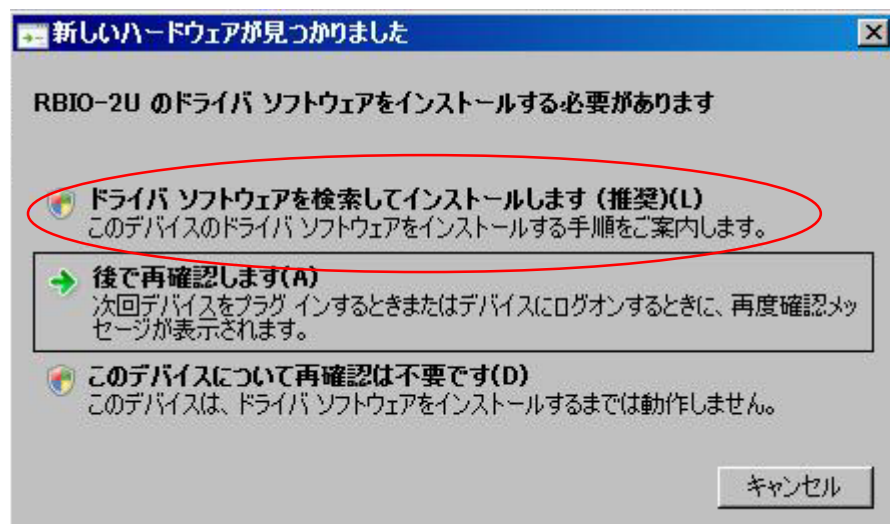 新しいハードウェアが見つかりました
RBIO-2U のドライバ ソフトウェアをインストールする必要があります
ドライバ ソフトウェアを検索してインストールします (推奨)(L)
このデバイスのドライバ ソフトウェアをインストールする手順をご案内します。
後で再確認します(A)
次回デバイスをプラグ インするときまたはデバイスにログオンするときに、再度確認メッ
セージが表示されます。
このデバイスについて再確認は不要です(D)
このデバイスは、ドライバ ソフトウェアをインストールするまでは動作しません。
キャンセル